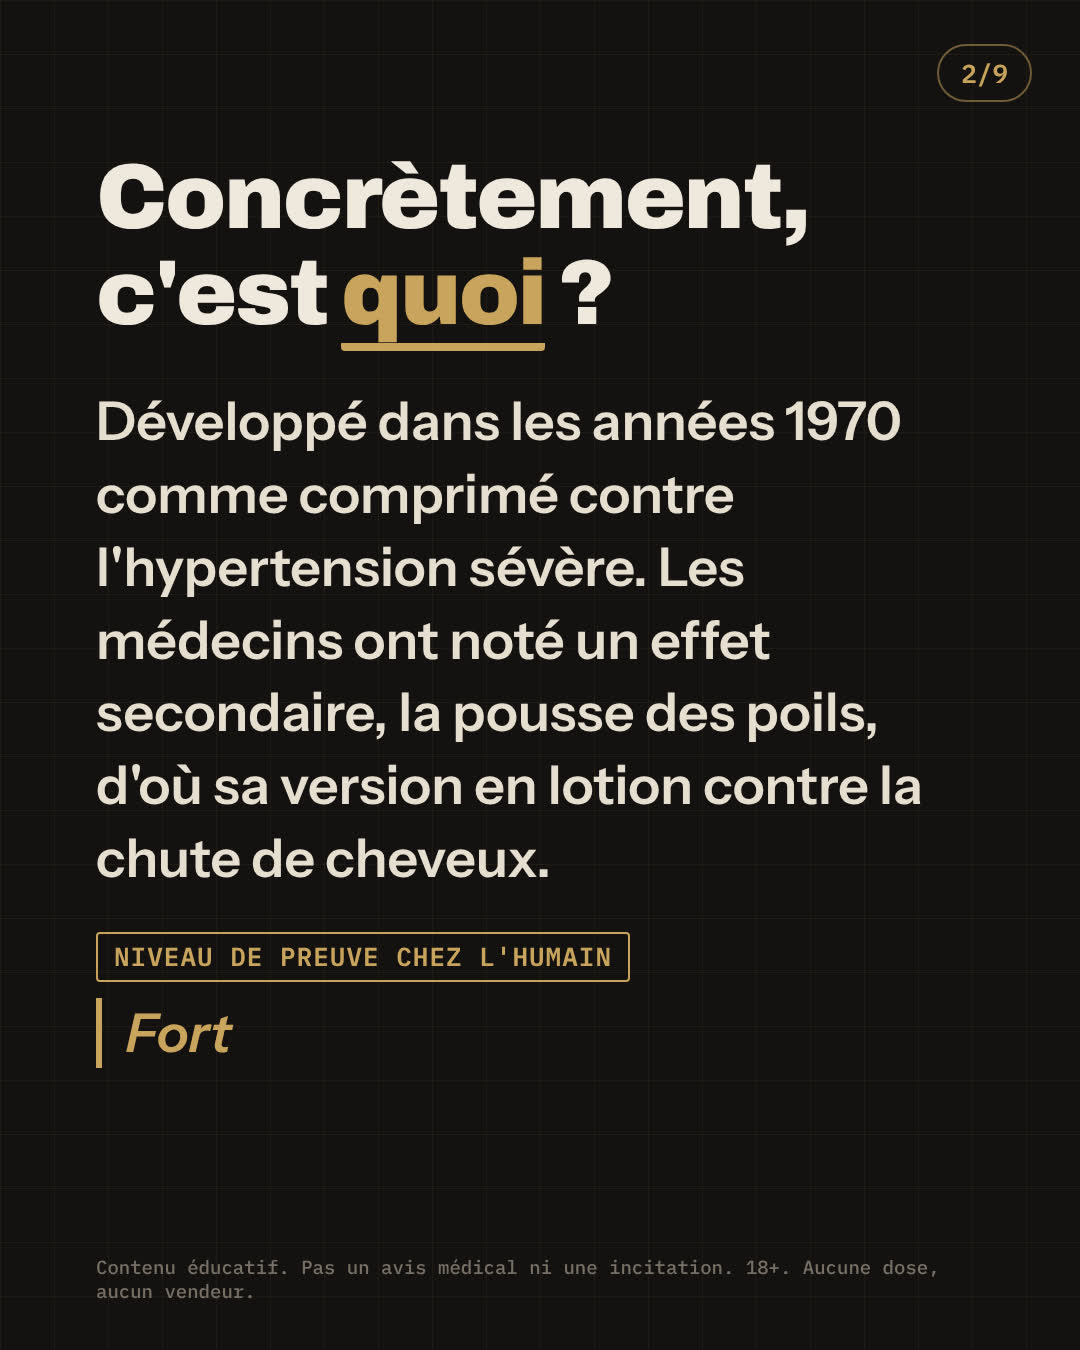 2/9
Concrètement,
c'est quoi ?
Développé dans les années 1970
comme comprimé contre
l'hypertension sévère. Les
médecins ont noté un effet
secondaire, la pousse des poils,
d'où sa version en lotion contre la
chute de cheveux.
NIVEAU DE PREUVE CHEZ L'HUMAIN
Fort
Contenu éducatif. Pas un avis médical ni une incitation. 18+. Aucune dose,
aucun vendeur.